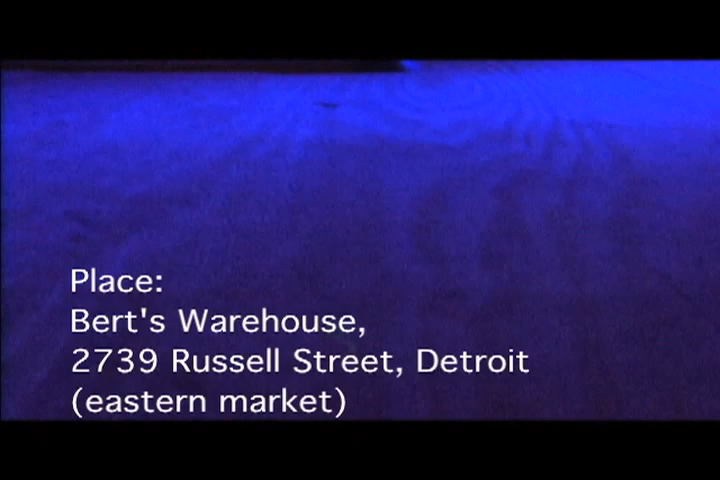 Place:
Bert's Warehouse,
2739 Russell Street, Detroit
(eastern market)